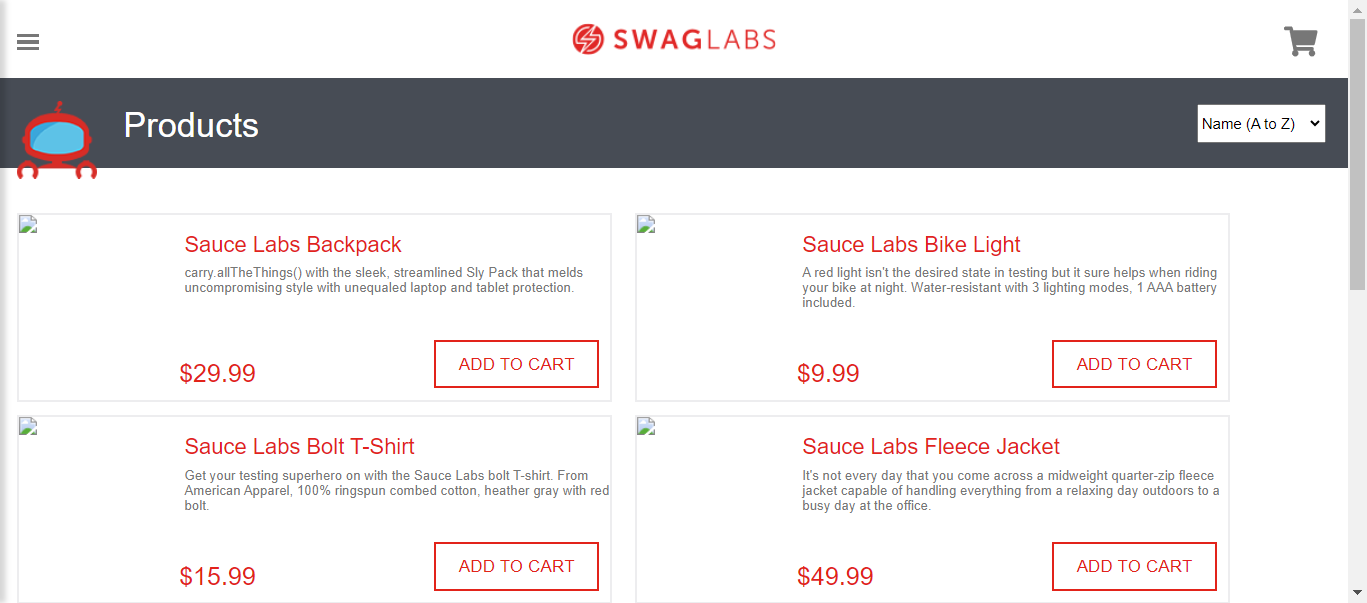 SWAGLABS
Products
Name (A to Z)
Sauce Labs Backpack
carry.allTheThings() with the sleek, streamlined Sly Pack that melds
uncompromising style with unequaled laptop and tablet protection.
$29.99
ADD TO CART
Sauce Labs Bike Light
A red light isn't the desired state in testing but it sure helps when riding
your bike at night. Water-resistant with 3 lighting modes, 1 AAA battery
included.
$9.99
ADD TO CART
Sauce Labs Bolt T-Shirt
Get your testing superhero on with the Sauce Labs bolt T-shirt. From
American Apparel, 100% ringspun combed cotton, heather gray with red
bolt.
$15.99
ADD TO CART
Sauce Labs Fleece Jacket
It's not every day that you come across a midweight quarter-zip fleece
jacket capable of handling everything from a relaxing day outdoors to a
busy day at the office.
$49.99
ADD TO CART